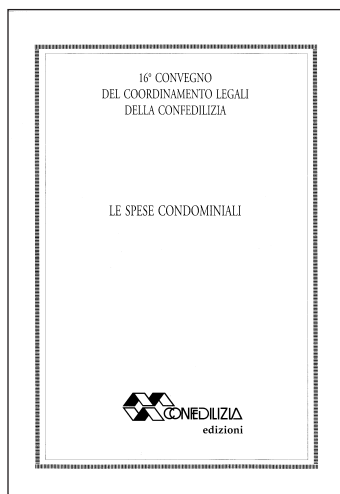 16° CONVEGNO
DEL COORDINAMENTO LEGALI
DELLA CONFEDILIZIA
LE SPESE CONDOMINIALI
CONFEDILIZIA
edizioni